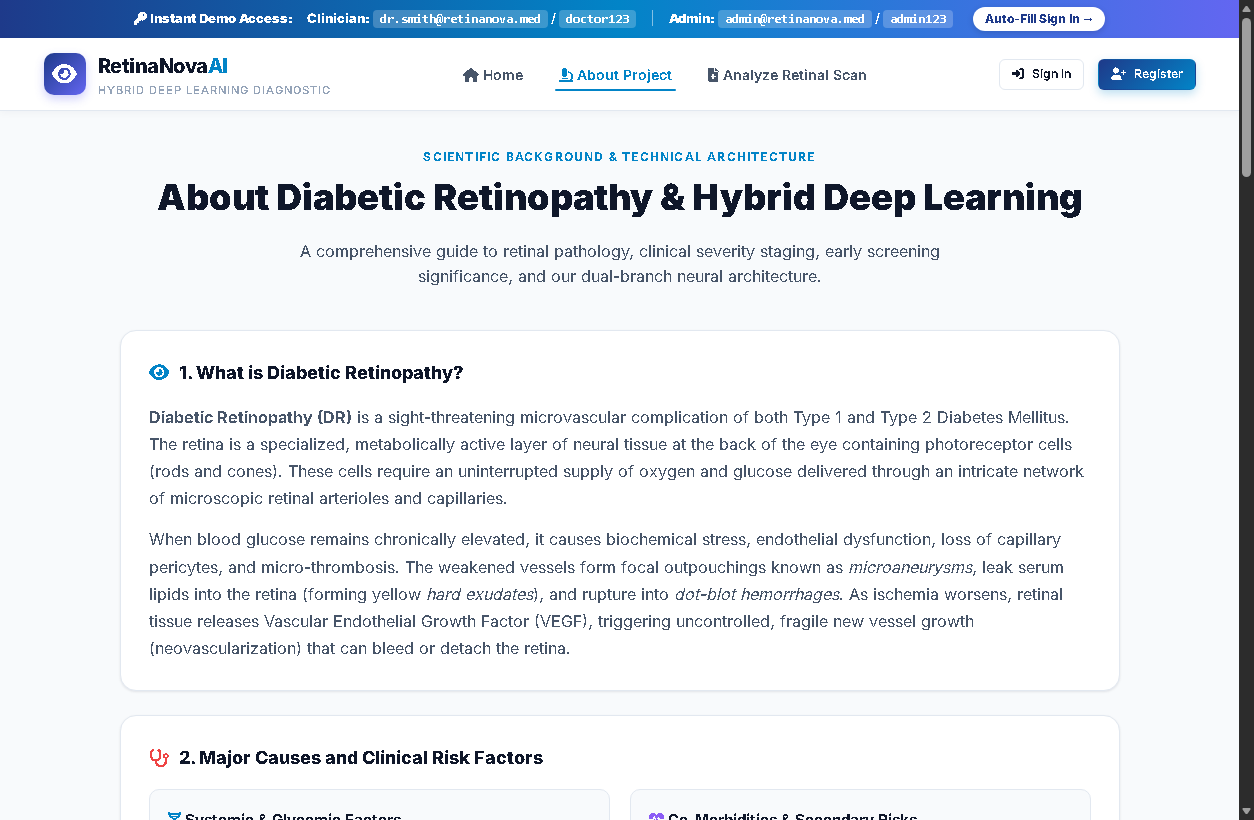 Instant Demo Access: Clinician: dr.smith@retinanova.med / doctor123 Admin: admin@retinanova.med / admin123 Auto-Fill Sign In →
RetinaNovaAI
HYBRID DEEP LEARNING DIAGNOSTIC
Home About Project Analyze Retinal Scan Sign In Register
SCIENTIFIC BACKGROUND & TECHNICAL ARCHITECTURE
About Diabetic Retinopathy & Hybrid Deep Learning
A comprehensive guide to retinal pathology, clinical severity staging, early screening
significance, and our dual-branch neural architecture.
1. What is Diabetic Retinopathy?
Diabetic Retinopathy (DR) is a sight-threatening microvascular complication of both Type 1 and Type 2 Diabetes Mellitus.
The retina is a specialized, metabolically active layer of neural tissue at the back of the eye containing photoreceptor cells
(rods and cones). These cells require an uninterrupted supply of oxygen and glucose delivered through an intricate network
of microscopic retinal arterioles and capillaries.
When blood glucose remains chronically elevated, it causes biochemical stress, endothelial dysfunction, loss of capillary
pericytes, and micro-thrombosis. The weakened vessels form focal outpouchings known as microaneurysms, leak serum
lipids into the retina (forming yellow hard exudates), and rupture into dot-blot hemorrhages. As ischemia worsens, retinal
tissue releases Vascular Endothelial Growth Factor (VEGF), triggering uncontrolled, fragile new vessel growth
(neovascularization) that can bleed or detach the retina.
2. Major Causes and Clinical Risk Factors
Systemic & Glycemic Factors
Co-Morbidities & Secondary Risks